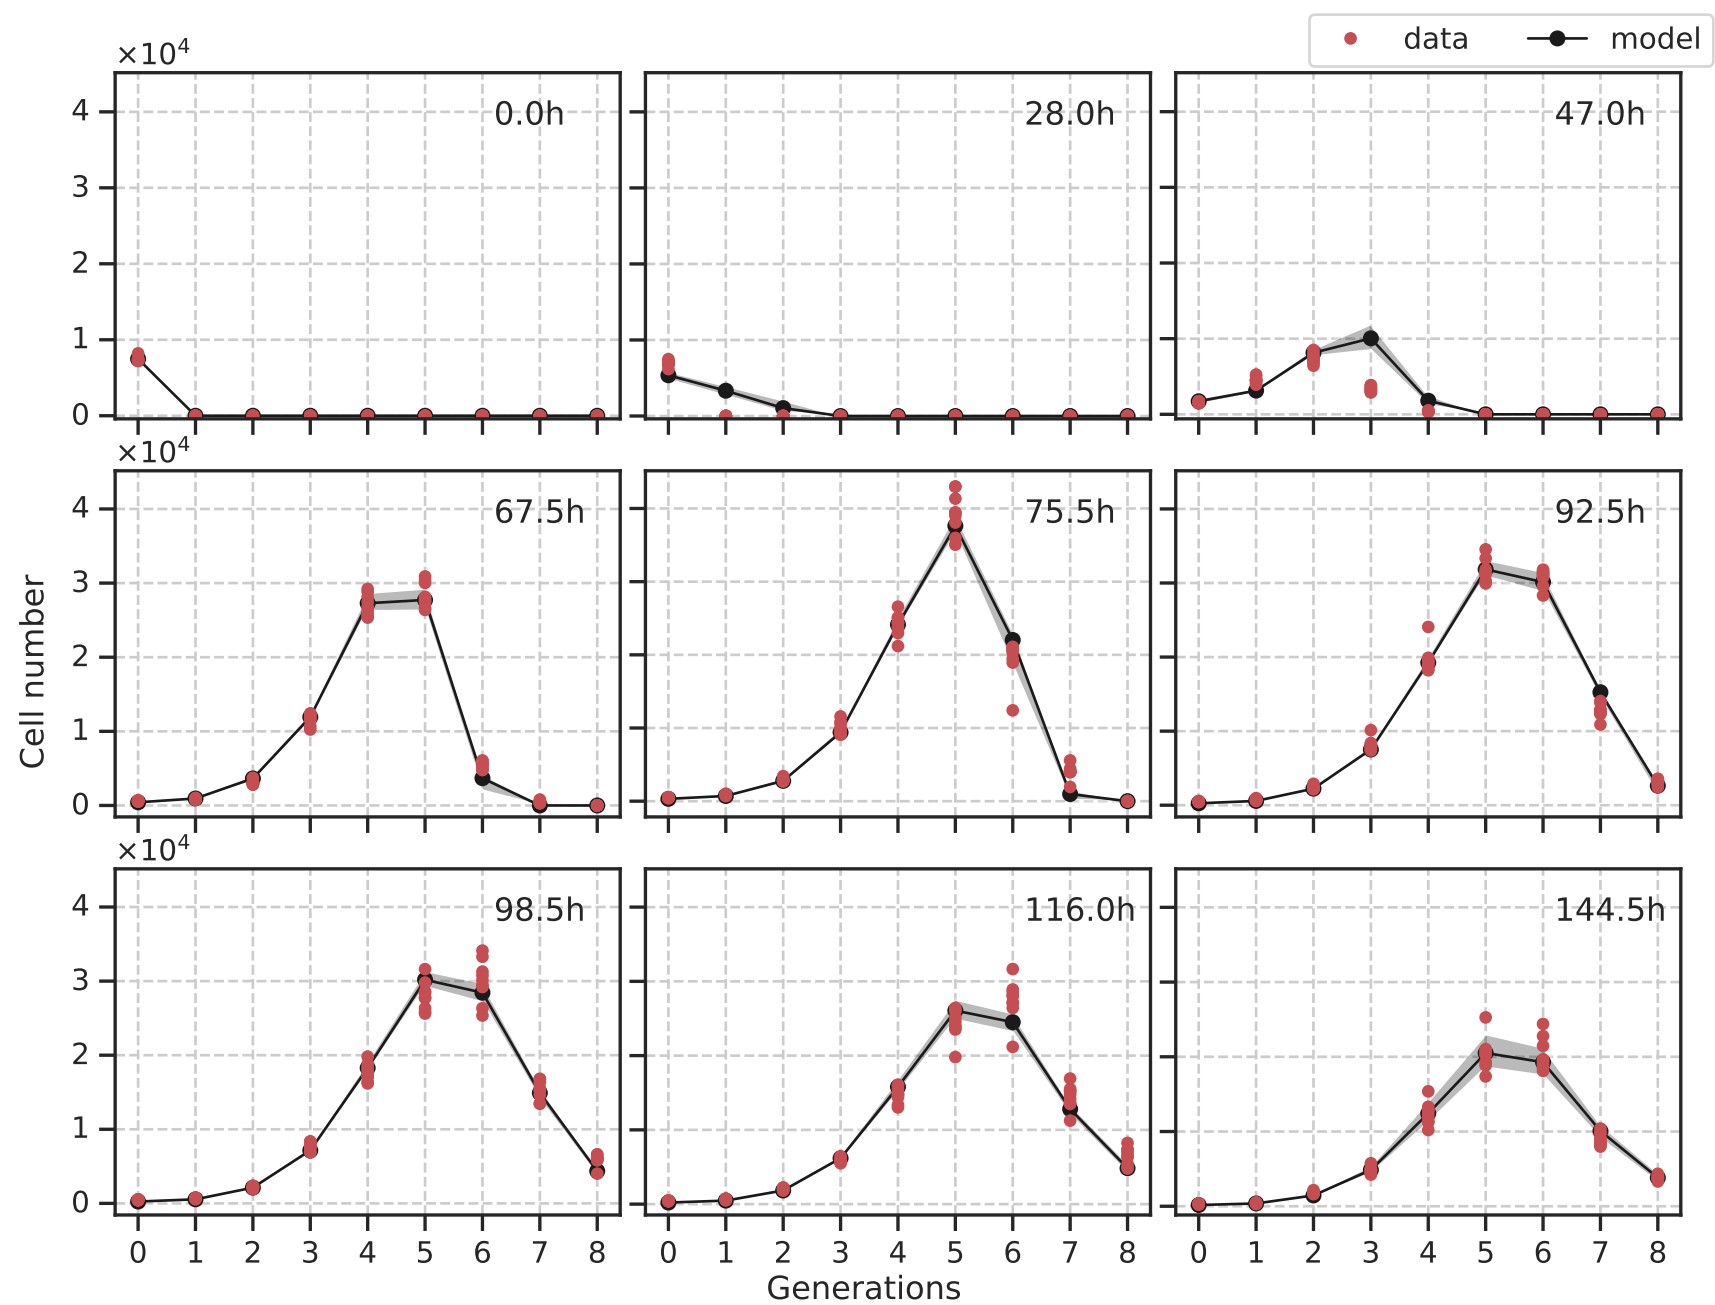 data model
×10⁴
4
3
2
1
0
0.0h
28.0h
47.0h
×10⁴
4
3
2
1
0
67.5h
75.5h
92.5h
×10⁴
4
3
2
1
0
98.5h
116.0h
144.5h
Cell number
0 1 2 3 4 5 6 7 8
0 1 2 3 4 5 6 7 8
0 1 2 3 4 5 6 7 8
Generations